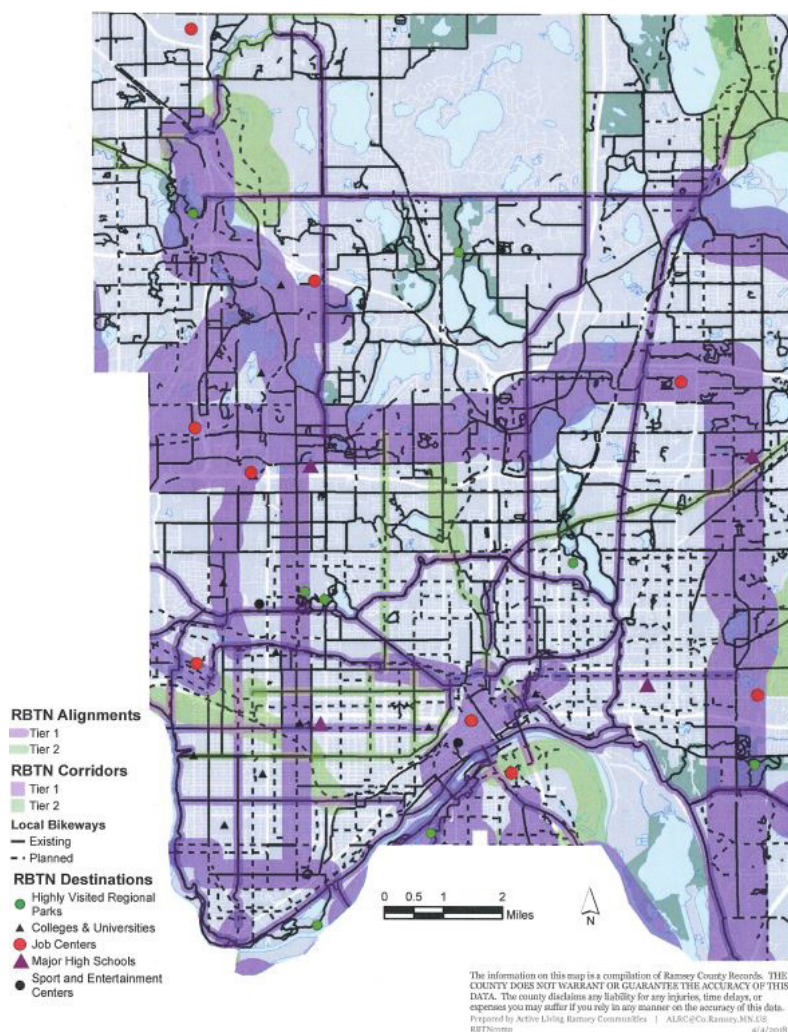 RBTN Alignments
Tier 1
Tier 2
RBTN Corridors
Tier 1
Tier 2
Local Bikeways
Existing
Planned
RBTN Destinations
Highly Visited Regional
Parks
Colleges & Universities
Job Centers
Major High Schools
Sport and Entertainment
Centers
0 0.5 1 2
Miles
N
The information on this map is a compilation of Ramsey County Records. THE
COUNTY DOES NOT WARRANT OR GUARANTEE THE ACCURACY OF THIS
DATA. The county disclaims any liability for any injuries, time delays, or
expenses you may suffer if you rely in any manner on the accuracy of this data.
Prepared by Active Living Ramsey Communities | ALRC@Co.Ramsey.MN.US
4/4/2018